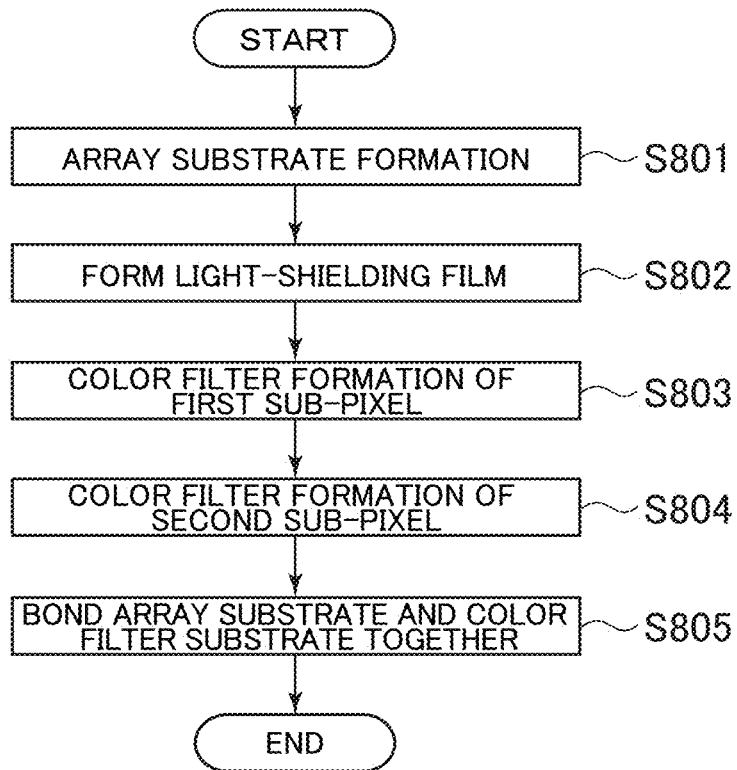 START
ARRAY SUBSTRATE FORMATION
S801
FORM LIGHT-SHIELDING FILM
S802
COLOR FILTER FORMATION OF
FIRST SUB-PIXEL
S803
COLOR FILTER FORMATION OF
SECOND SUB-PIXEL
S804
BOND ARRAY SUBSTRATE AND COLOR
FILTER SUBSTRATE TOGETHER
S805
END